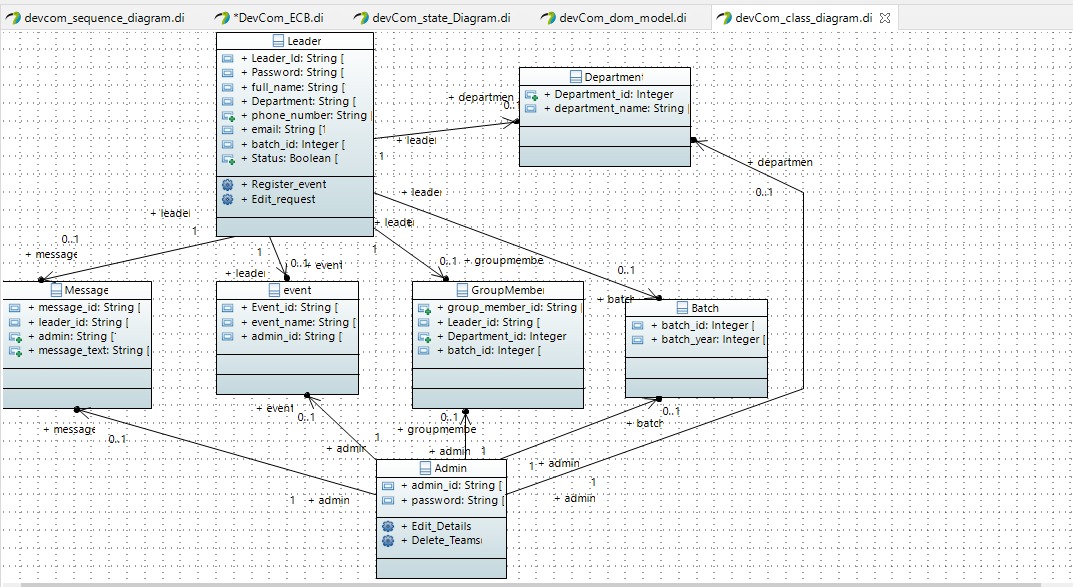 devcom_sequence_diagram.di
*DevCom_ECB.di
devCom_state_Diagram.di
devCom_dom_model.di
devCom_class_diagram.di
Leader
+ Leader_Id: String [
+ Password: String [
+ full_name: String [
+ Department: String [
+ phone_number: String
+ email: String [1
+ batch_id: Integer [
+ Status: Boolean [
+ Register_event
+ Edit_request
Department
+ Department_id: Integer
+ department_name: String
+ departmen
0..1
+ leader
1
+ departmen
0..1
+ leader
+ leader
1
+ leader
1
0..1
+ message
1
0..1
+ event
+ leader
0..1
+ groupmembe
0..1
+ batch
Message
+ message_id: String [
+ leader_id: String [
+ admin: String [
+ message_text: String [
event
+ Event_id: String [
+ event_name: String [
+ admin_id: String [
GroupMember
+ group_member_id: String
+ Leader_id: String [
+ Department_id: Integer
+ batch_id: Integer [
Batch
+ batch_id: Integer [
+ batch_year: Integer [
+ message
0..1
+ event
0..1
0..1
+ groupmembe
0..1
+ batch
1
+ admin
+ admin
1
1
+ admin
1
+ admin
1
+ admin
Admin
+ admin_id: String [
+ password: String [
+ Edit_Details
+ Delete_Teams